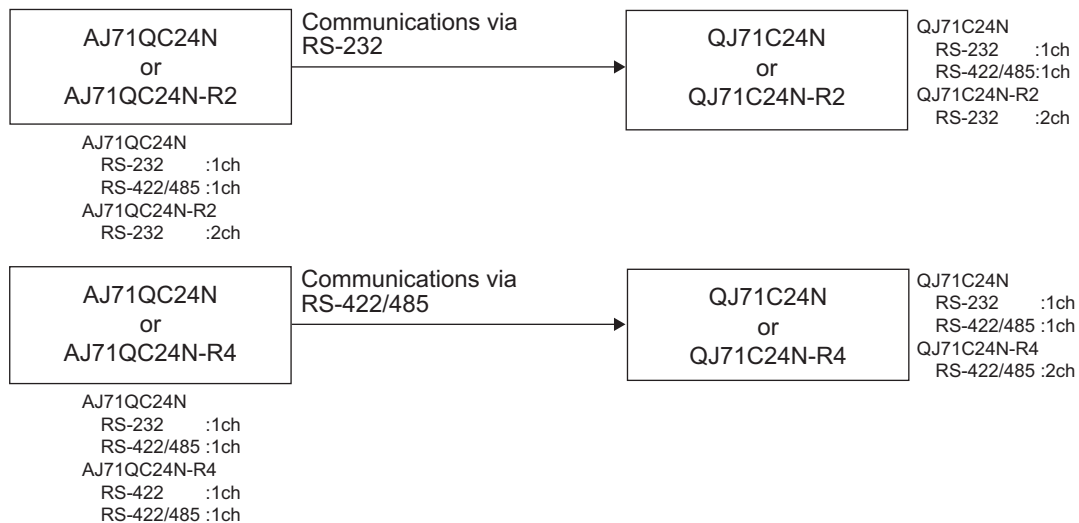 AJ71QC24N
or
AJ71QC24N-R2
Communications via
RS-232
QJ71C24N
or
QJ71C24N-R2
QJ71C24N
RS-232 :1ch
RS-422/485:1ch
QJ71C24N-R2
RS-232 :2ch
AJ71QC24N
RS-232 :1ch
RS-422/485 :1ch
AJ71QC24N-R2
RS-232 :2ch
AJ71QC24N
or
AJ71QC24N-R4
Communications via
RS-422/485
QJ71C24N
or
QJ71C24N-R4
QJ71C24N
RS-232 :1ch
RS-422/485 :1ch
QJ71C24N-R4
RS-422/485 :2ch
AJ71QC24N
RS-232 :1ch
RS-422/485 :1ch
AJ71QC24N-R4
RS-422 :1ch
RS-422/485 :1ch